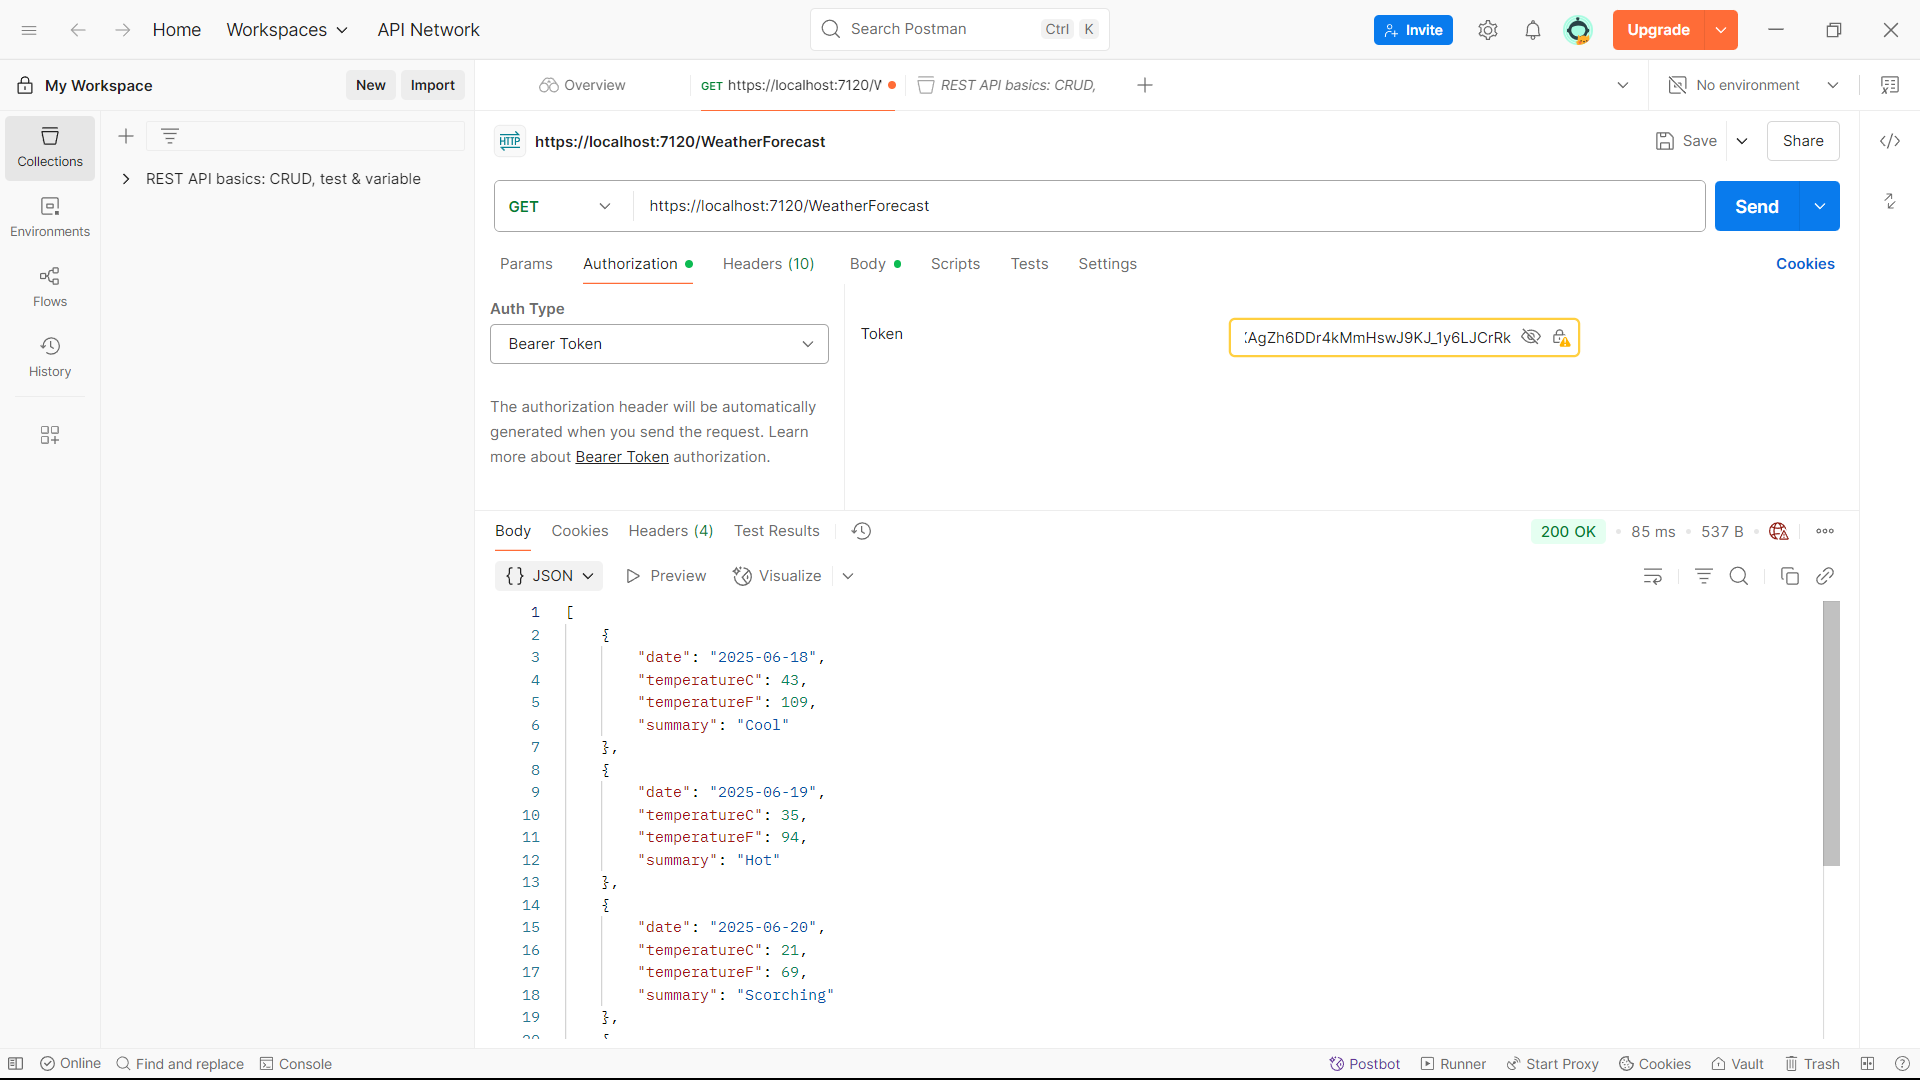 Home
Workspaces
API Network
Search Postman
Ctrl
K
Invite
Upgrade
My Workspace
New
Import
Overview
GET https://localhost:7120/W
REST API basics: CRUD,
No environment
Collections
Environments
Flows
History
REST API basics: CRUD, test & variable
HTTP
https://localhost:7120/WeatherForecast
Save
Share
GET
https://localhost:7120/WeatherForecast
Send
Params
Authorization
Headers (10)
Body
Scripts
Tests
Settings
Cookies
Auth Type
Bearer Token
The authorization header will be automatically
generated when you send the request. Learn
more about Bearer Token authorization.
Token
AgZh6DDr4kMmHswJ9KJ_1y6LJCrRk
Body
Cookies
Headers (4)
Test Results
200 OK
85 ms
537 B
{} JSON
Preview
Visualize
1 [
2 {
3 "date": "2025-06-18",
4 "temperatureC": 43,
5 "temperatureF": 109,
6 "summary": "Cool"
7 },
8 {
9 "date": "2025-06-19",
10 "temperatureC": 35,
11 "temperatureF": 94,
12 "summary": "Hot"
13 },
14 {
15 "date": "2025-06-20",
16 "temperatureC": 21,
17 "temperatureF": 69,
18 "summary": "Scorching"
19 },
Online
Find and replace
Console
Postbot
Runner
Start Proxy
Cookies
Vault
Trash